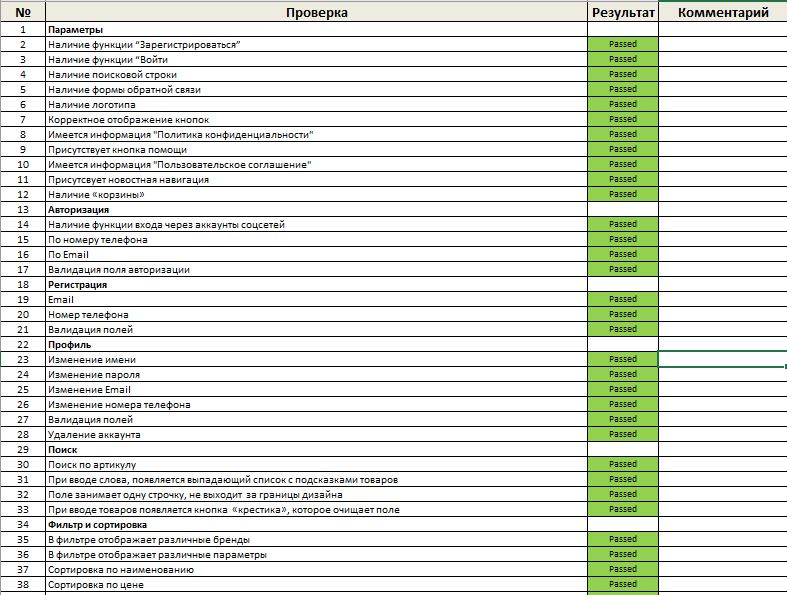 № Проверка Результат Комментарий
1 Параметры
2 Наличие функции “Зарегистрироваться” Passed
3 Наличие функции “Войти Passed
4 Наличие поисковой строки Passed
5 Наличие формы обратной связи Passed
6 Наличие логотипа Passed
7 Корректное отображение кнопок Passed
8 Имеется информация "Политика конфиденциальности" Passed
9 Присутствует кнопка помощи Passed
10 Имеется информация "Пользовательское соглашение" Passed
11 Присутсвует новостная навигация Passed
12 Наличие «корзины» Passed
13 Авторизация
14 Наличие функции входа через аккаунты соцсетей Passed
15 По номеру телефона Passed
16 По Email Passed
17 Валидация поля авторизации Passed
18 Регистрация
19 Email Passed
20 Номер телефона Passed
21 Валидация полей Passed
22 Профиль
23 Изменение имени Passed
24 Изменение пароля Passed
25 Изменение Email Passed
26 Изменение номера телефона Passed
27 Валидация полей Passed
28 Удаление аккаунта Passed
29 Поиск
30 Поиск по артикулу Passed
31 При вводе слова, появляется выпадающий список с подсказками товаров Passed
32 Поле занимает одну строчку, не выходит за границы дизайна Passed
33 При вводе товаров появляется кнопка «крестика», которое очищает поле Passed
34 Фильтр и сортировка
35 В фильтре отображает различные бренды Passed
36 В фильтре отображает различные параметры Passed
37 Сортировка по наименованию Passed
38 Сортировка по цене Passed